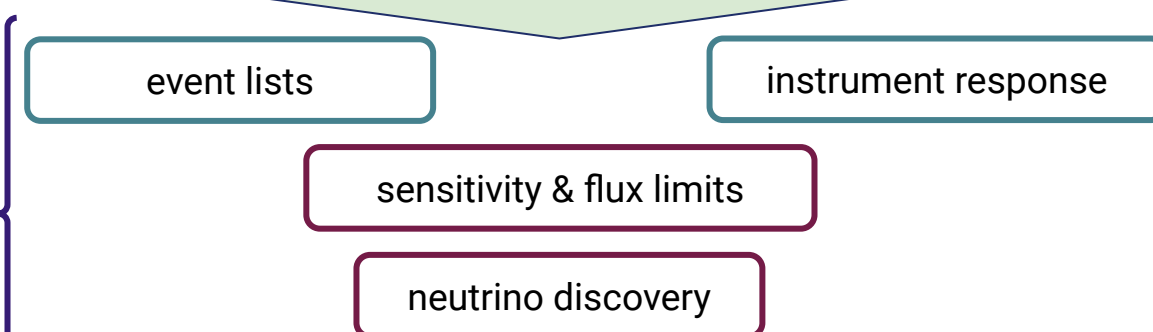 event lists
instrument response
sensitivity & flux limits
neutrino discovery